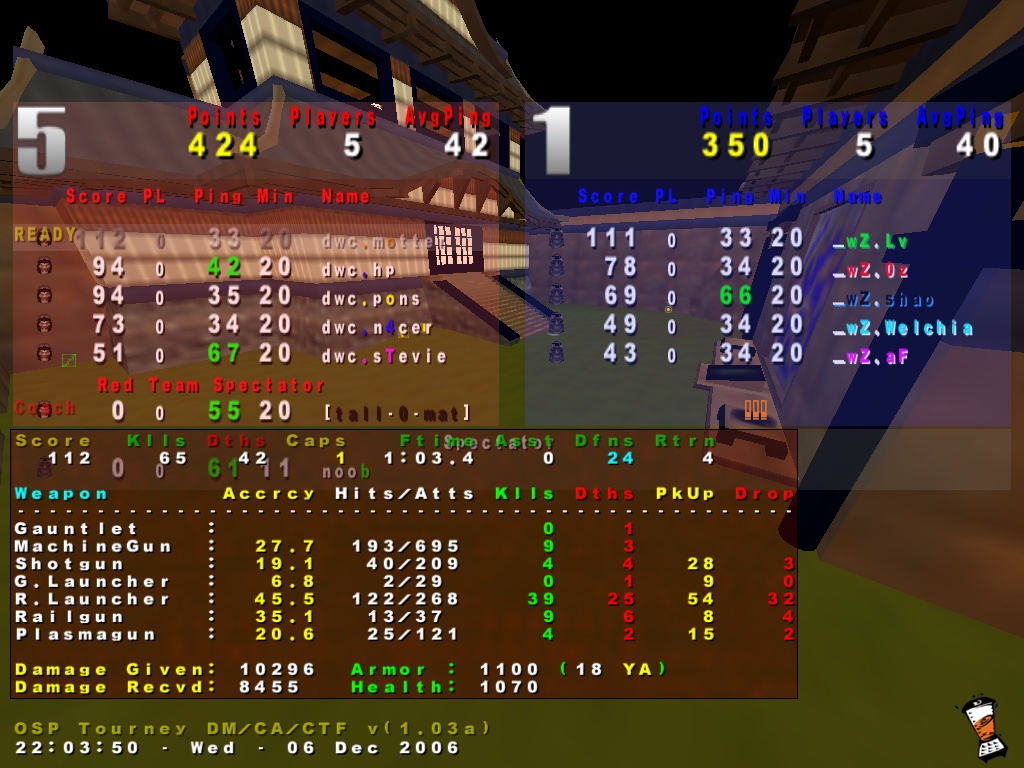 5 Points Players AvgPing
424 5 42
Score PL Ping Min Name
READY 112 0 33 20 dwc.motte
94 0 42 20 dwc.hp
94 0 35 20 dwc.pons
73 0 34 20 dwc.n4cer
51 0 67 20 dwc.sTevie
Red Team Spectator
Coach 0 0 55 20 [tall-0-mat]
1 Points Players AvgPing
350 5 40
Score PL Ping Min Name
111 0 33 20 _wZ.Lv
78 0 34 20 _wZ.0z
69 0 66 20 _wZ.shao
49 0 34 20 _wZ.Welchia
43 0 34 20 _wZ.aF
Spectator
0 0 61 11 noob
Score Klls Dths Caps Ftime Asst Dfns Rtrn
112 65 42 1 1:03.4 0 24 4
Weapon Accrcy Hits/Atts Klls Dths PkUp Drop
Gauntlet : 0 1
MachineGun : 27.7 193/695 9 3
Shotgun : 19.1 40/209 4 4 28 3
G.Launcher : 6.8 2/29 0 1 9 0
R.Launcher : 45.5 122/268 39 25 54 32
Railgun : 35.1 13/37 9 6 8 4
Plasmagun : 20.6 25/121 4 2 15 2
Damage Given: 10296 Armor : 1100 (18 YA)
Damage Recvd: 8455 Health: 1070
OSP Tourney DM/CA/CTF v(1.03a)
22:03:50 - Wed - 06 Dec 2006